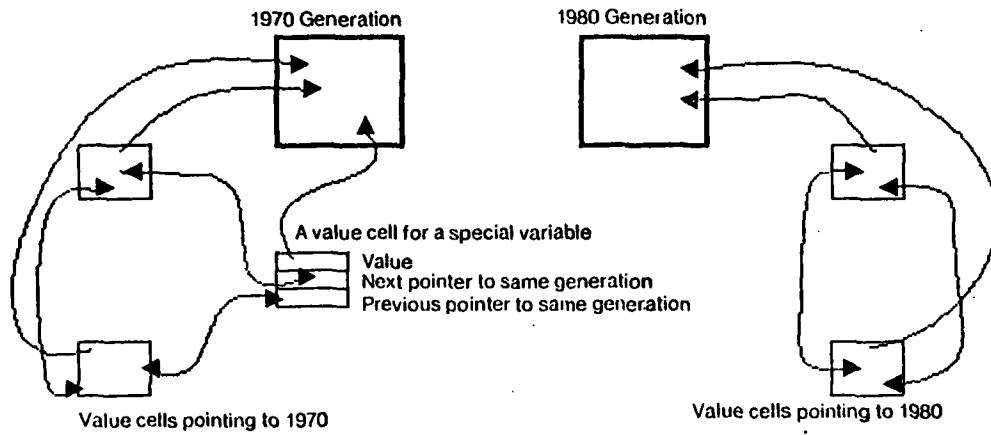 1970 Generation
1980 Generation
A value cell for a special variable
Value
Next pointer to same generation
Previous pointer to same generation
Value cells pointing to 1970
Value cells pointing to 1980